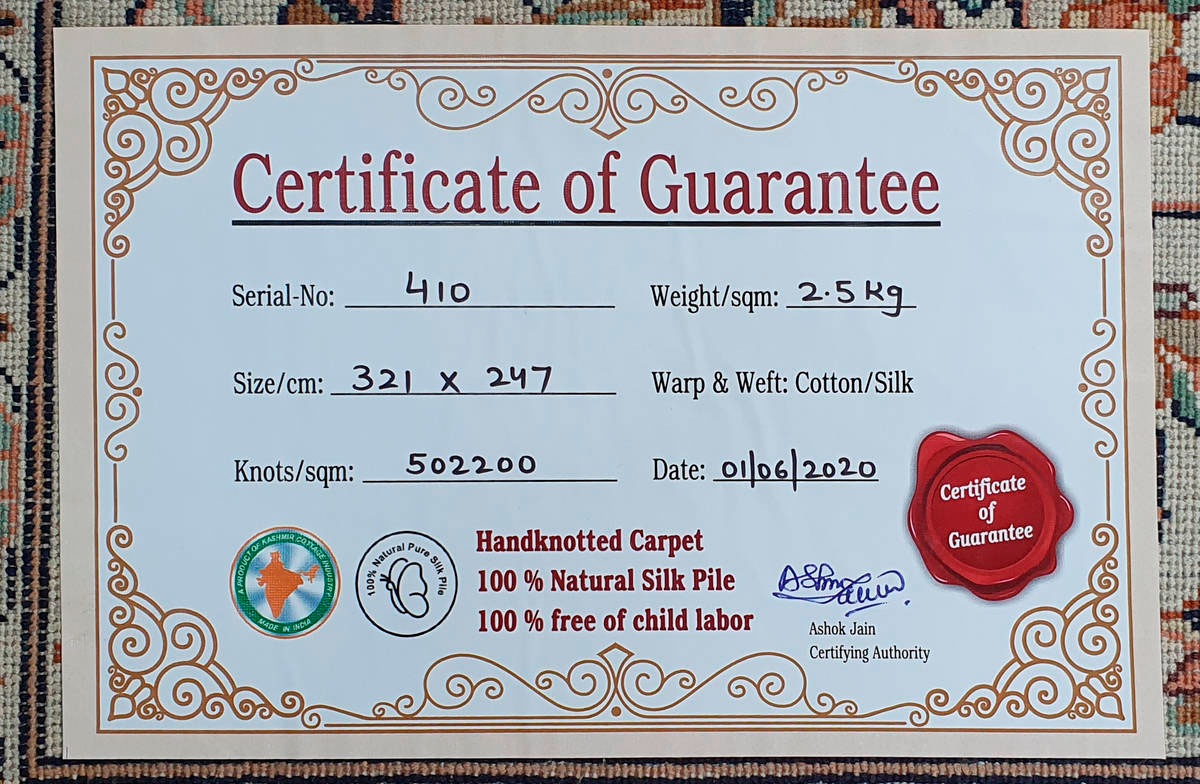 Certificate of Guarantee
Serial-No: 410
Weight/sqm: 2.5 Kg
Size/cm: 321 x 247
Warp & Weft: Cotton/Silk
Knots/sqm: 502200
Date: 01/06/2020
Certificate
of
Guarantee
A PRODUCT OF KASHMIR COTTAGE INDUSTRY
MADE IN INDIA
100% Natural Pure Silk Pile
Handknotted Carpet
100 % Natural Silk Pile
100 % free of child labor
Ashok Jain
Certifying Authority